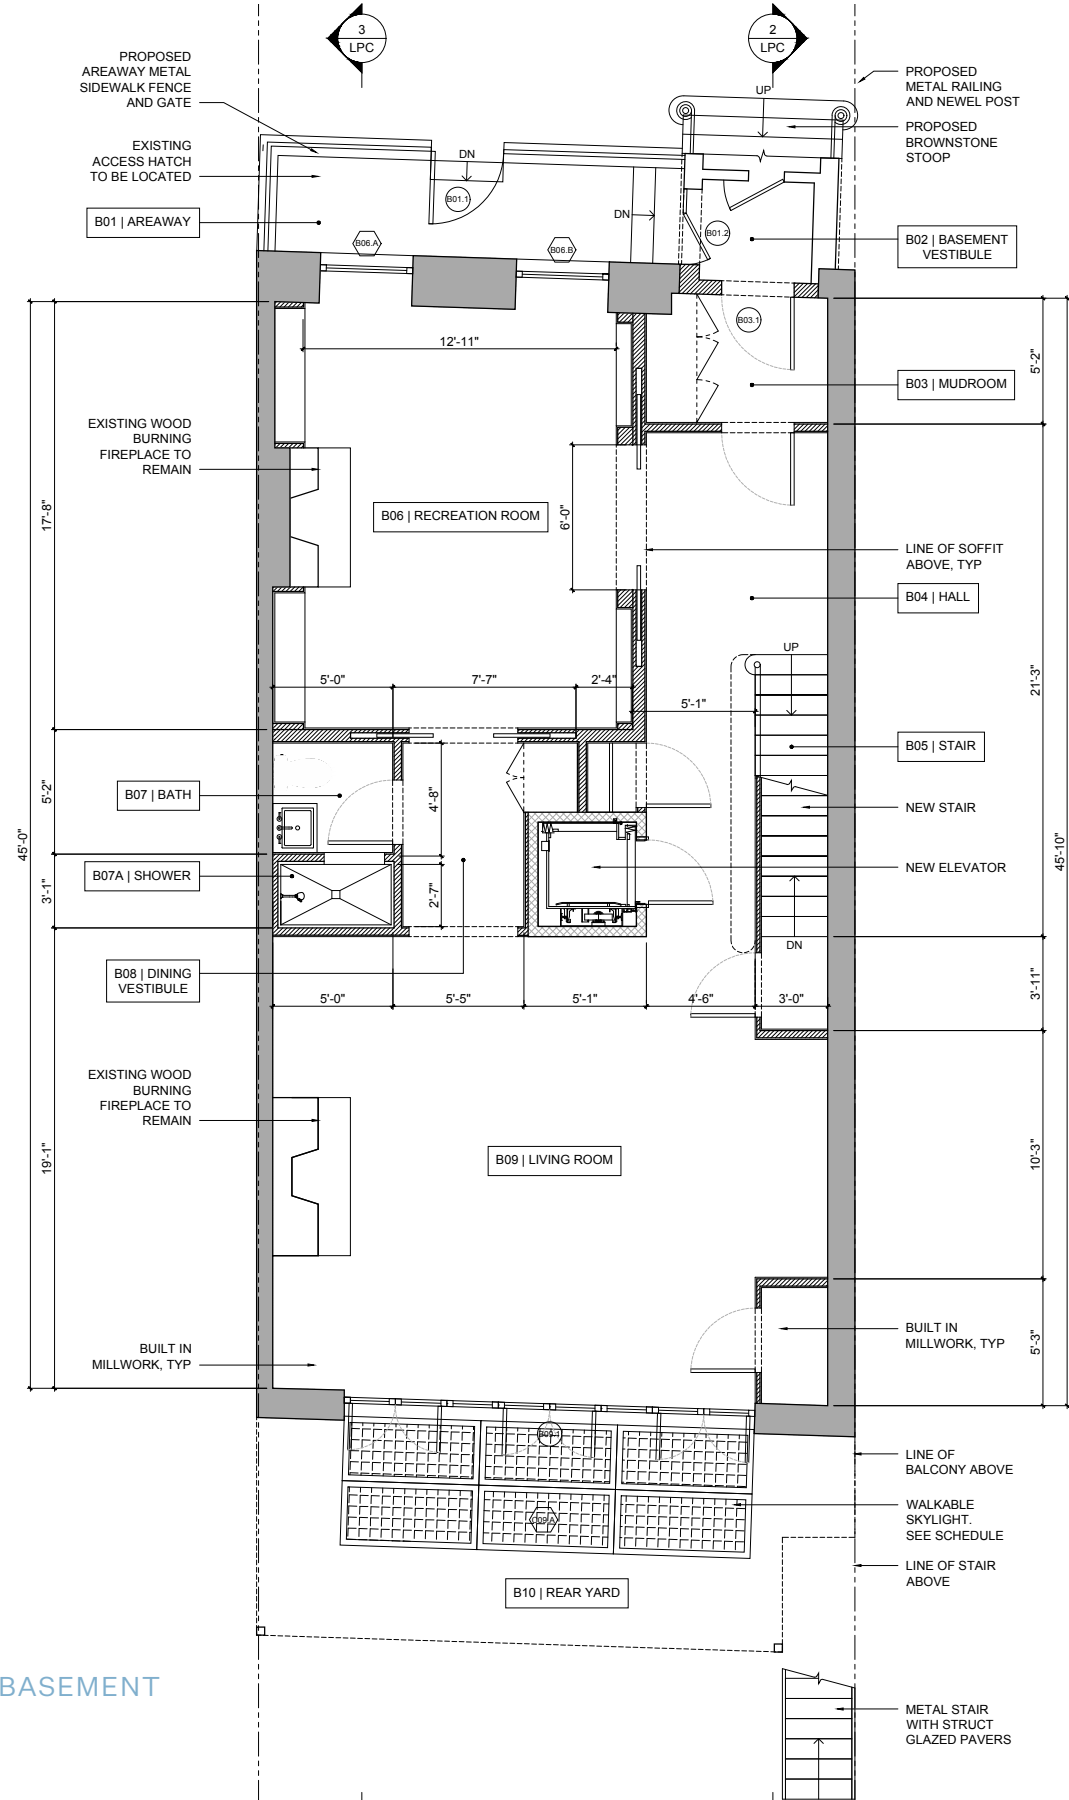 3
LPC
2
LPC
PROPOSED
AREAWAY METAL
SIDEWALK FENCE
AND GATE
PROPOSED
METAL RAILING
AND NEWEL POST
UP
PROPOSED
BROWNSTONE
STOOP
EXISTING
ACCESS HATCH
TO BE LOCATED
DN
B01.1
DN
B01 | AREAWAY
B06.A
B06.B
B01.2
B02 | BASEMENT
VESTIBULE
B03.1
12'-11"
5'-2"
B03 | MUDROOM
EXISTING WOOD
BURNING
FIREPLACE TO
REMAIN
17'-8"
B06 | RECREATION ROOM
6'-0"
LINE OF SOFFIT
ABOVE, TYP
B04 | HALL
UP
5'-0"
7'-7"
2'-4"
5'-1"
21'-3"
B05 | STAIR
B07 | BATH
5'-2"
4'-8"
NEW STAIR
45'-0"
45'-10"
B07A | SHOWER
NEW ELEVATOR
3'-1"
2'-7"
DN
B08 | DINING
VESTIBULE
5'-0"
5'-5"
5'-1"
4'-6"
3'-0"
3'-11"
EXISTING WOOD
BURNING
FIREPLACE TO
REMAIN
19'-1"
B09 | LIVING ROOM
10'-3"
BUILT IN
MILLWORK, TYP
BUILT IN
MILLWORK, TYP
5'-3"
B09.1
LINE OF
BALCONY ABOVE
C09.A
WALKABLE
SKYLIGHT.
SEE SCHEDULE
LINE OF STAIR
ABOVE
B10 | REAR YARD
BASEMENT
METAL STAIR
WITH STRUCT
GLAZED PAVERS